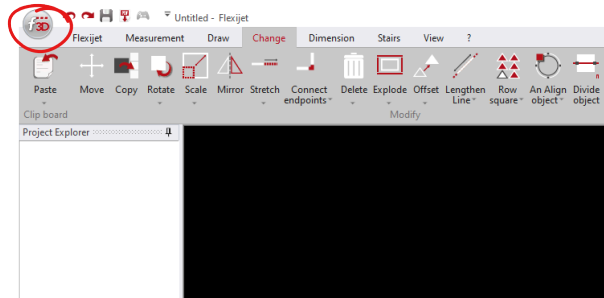 f3D
Untitled - Flexijet
Flexijet Measurement Draw Change Dimension Stairs View ?
Paste Move Copy Rotate Scale Mirror Stretch Connect endpoints Delete Explode Offset Lengthen Line Row square An Align object Divide object
Clip board Modify
Project Explorer